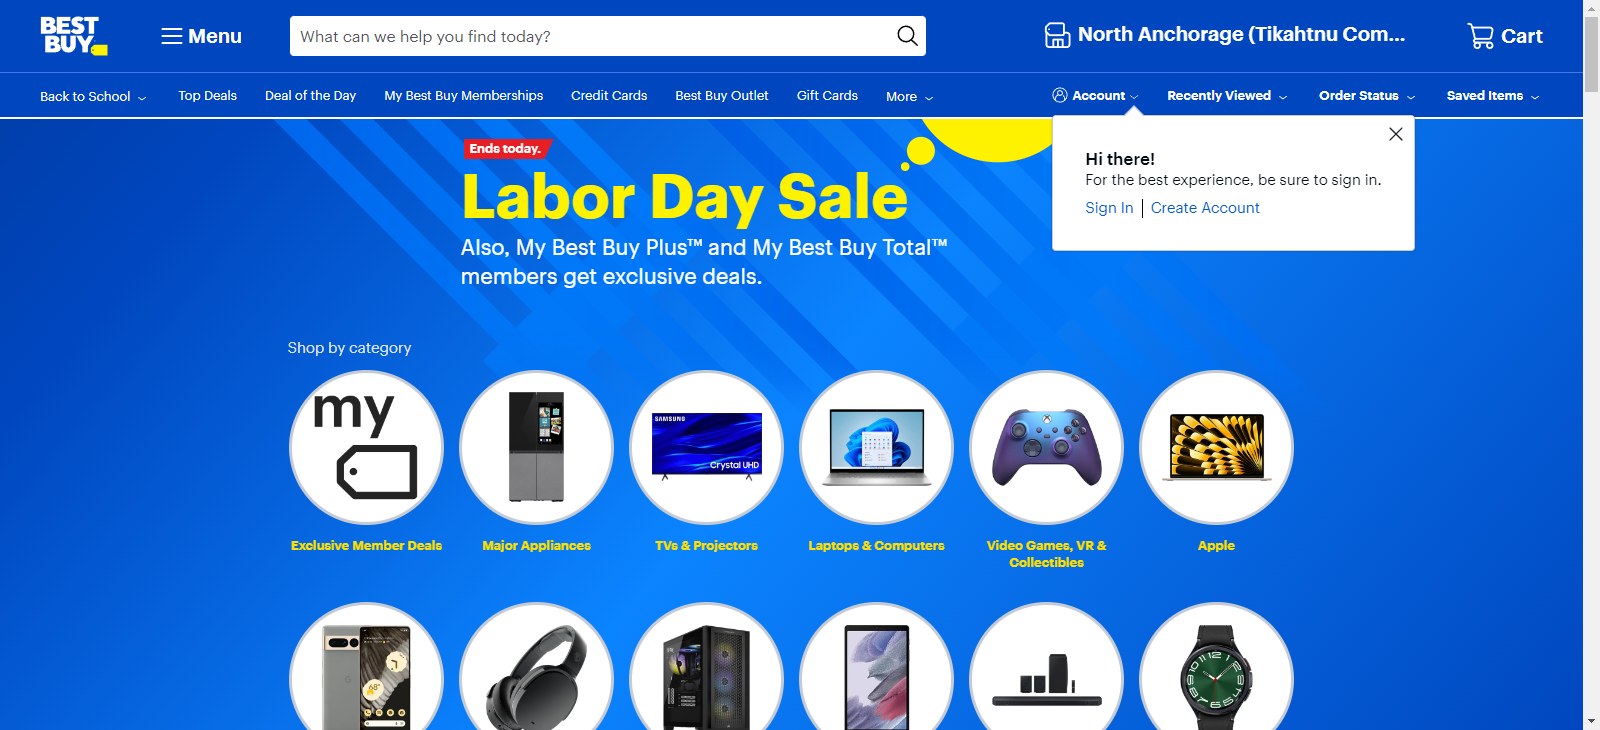 BEST BUY
Menu
What can we help you find today?
North Anchorage (Tikahtnu Com...
Cart
Back to School
Top Deals
Deal of the Day
My Best Buy Memberships
Credit Cards
Best Buy Outlet
Gift Cards
More
Account
Recently Viewed
Order Status
Saved Items
Hi there!
For the best experience, be sure to sign in.
Sign In | Create Account
Ends today.
Labor Day Sale
Also, My Best Buy Plus™ and My Best Buy Total™
members get exclusive deals.
Shop by category
my
SAMSUNG
Crystal UHD
Exclusive Member Deals
Major Appliances
TVs & Projectors
Laptops & Computers
Video Games, VR &
Collectibles
Apple
68°
12